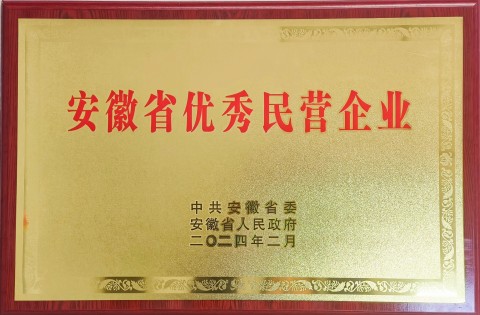 安徽省优秀民营企业
中共安徽省委
安徽省人民政府
二〇二四年二月